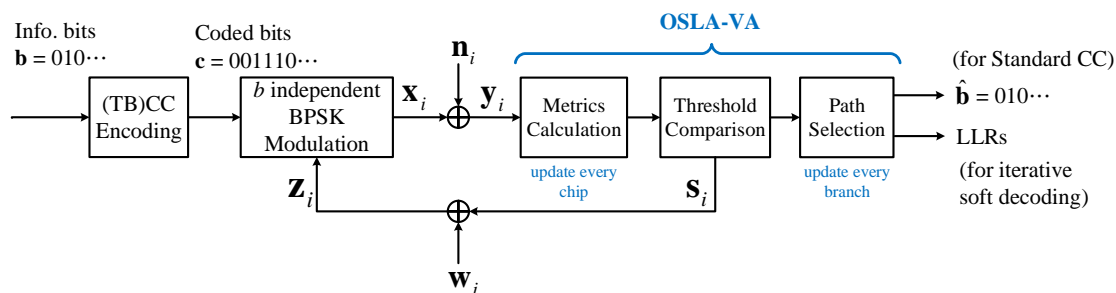 OSLA-VA
Info. bits
b = 010⋯
Coded bits
c = 001110⋯
(TB)CC
Encoding
b independent
BPSK
Modulation
x_i
n_i
y_i
Metrics
Calculation
update every
chip
Threshold
Comparison
Path
Selection
update every
branch
(for Standard CC)
b̂ = 010⋯
LLRs
(for iterative
soft decoding)
z_i
s_i
w_i